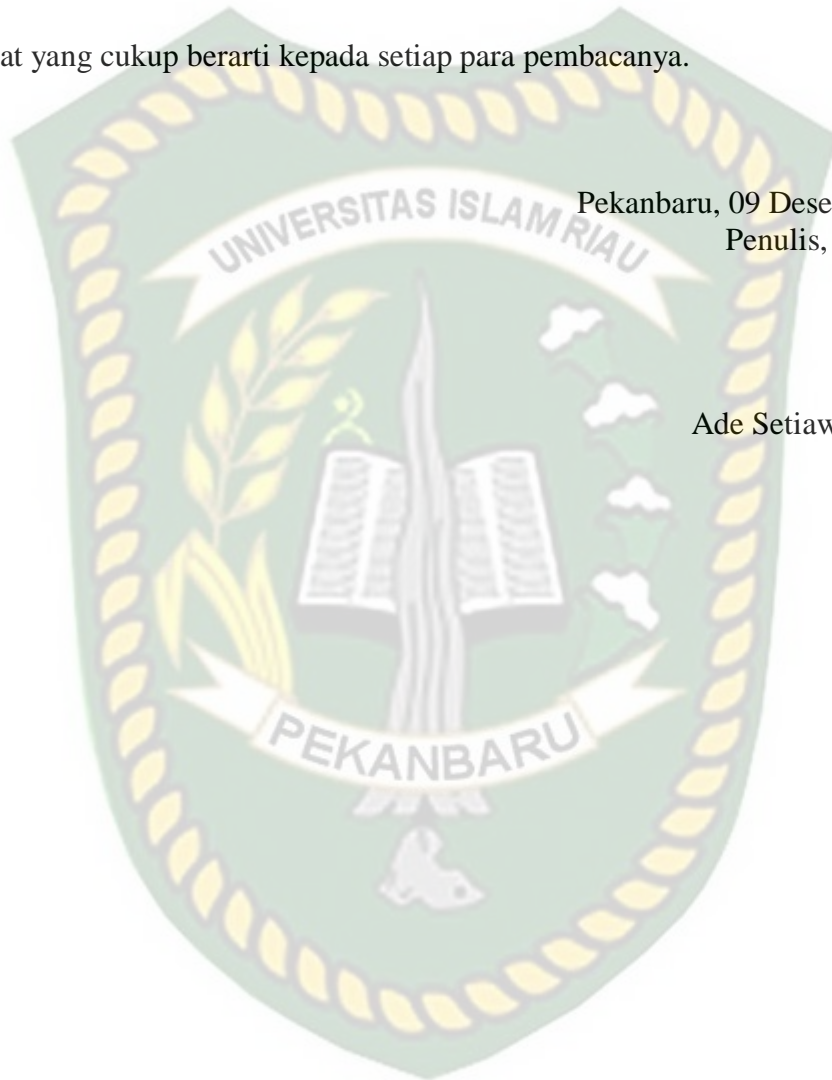 at yang cukup berarti kepada setiap para pembacanya.
UNIVERSITAS ISLAM RIAU
Pekanbaru, 09 Dese
Penulis,
Ade Setiaw
PEKANBARU